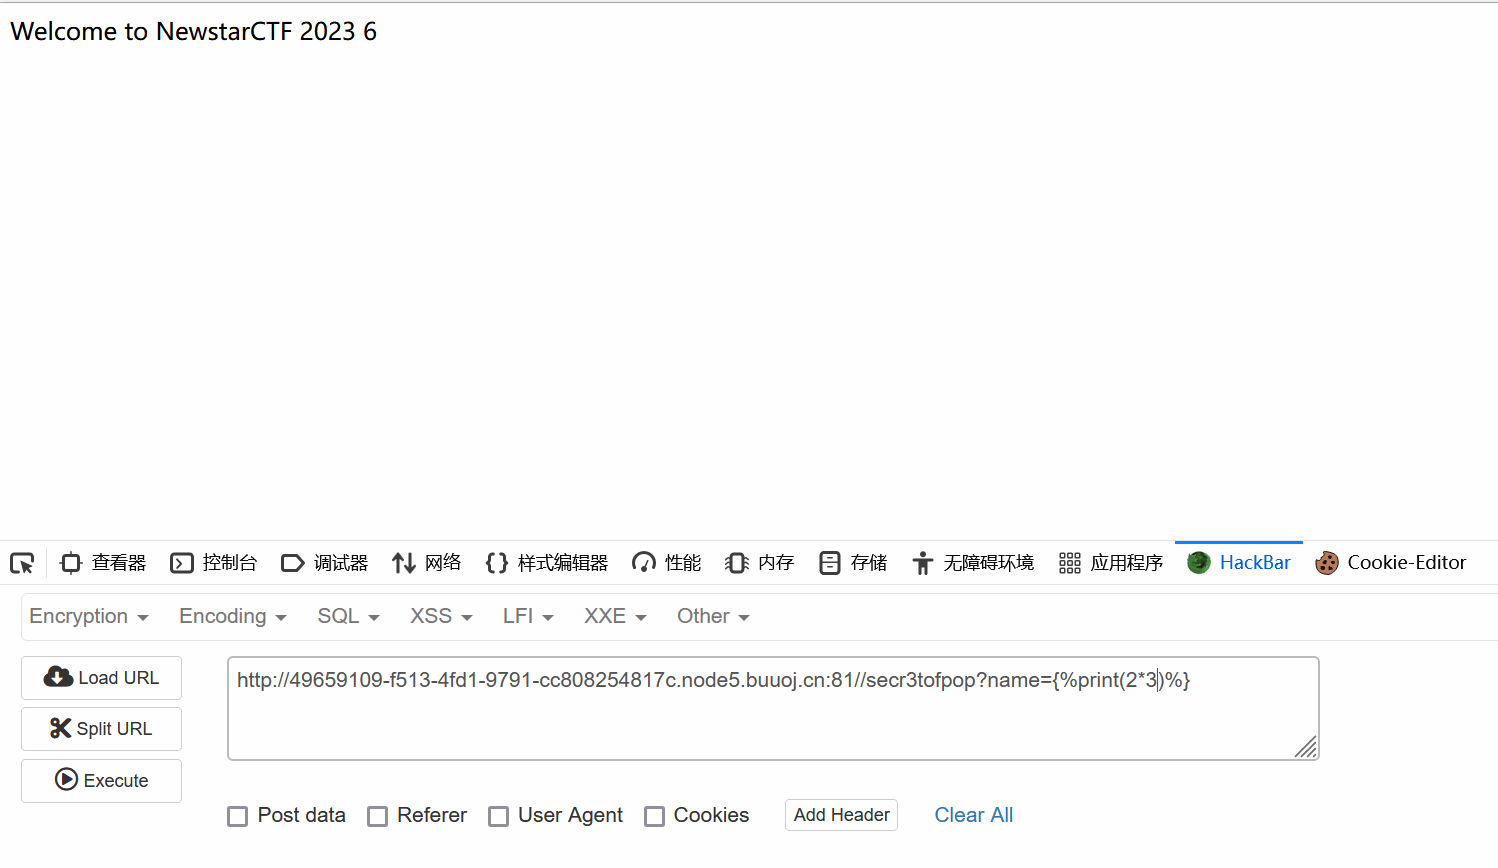 Welcome to NewstarCTF 2023 6
查看器 控制台 调试器 网络 样式编辑器 性能 内存 存储 无障碍环境 应用程序 HackBar Cookie-Editor
Encryption Encoding SQL XSS LFI XXE Other
Load URL
http://49659109-f513-4fd1-9791-cc808254817c.node5.buuoj.cn:81//secr3tofpop?name={%print(2*3)%}
Split URL
Execute
Post data Referer User Agent Cookies Add Header Clear All